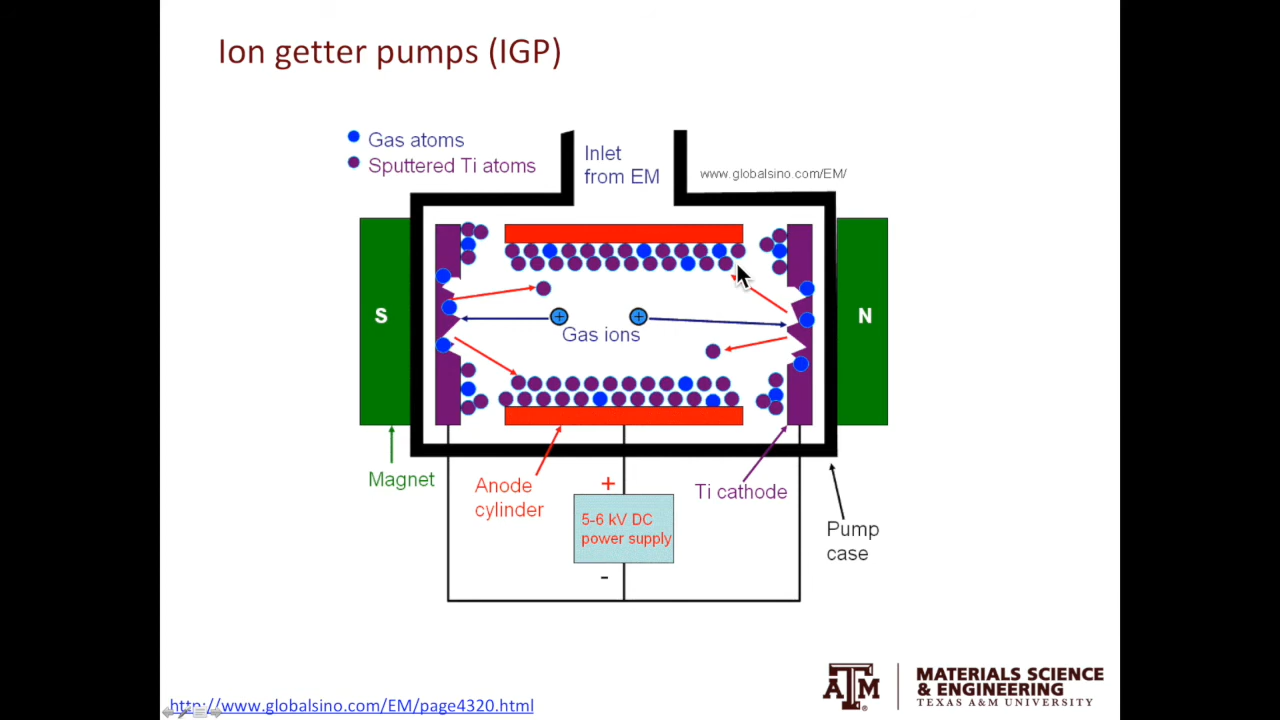 Ion getter pumps (IGP)
Gas atoms
Sputtered Ti atoms
Inlet
from EM
www.globalsino.com/EM/
S
N
+
+
Gas ions
Magnet
Anode
cylinder
+
5-6 kV DC
power supply
-
Ti cathode
Pump
case
http://www.globalsino.com/EM/page4320.html
ATM
®
MATERIALS SCIENCE
& ENGINEERING
TEXAS A&M UNIVERSITY